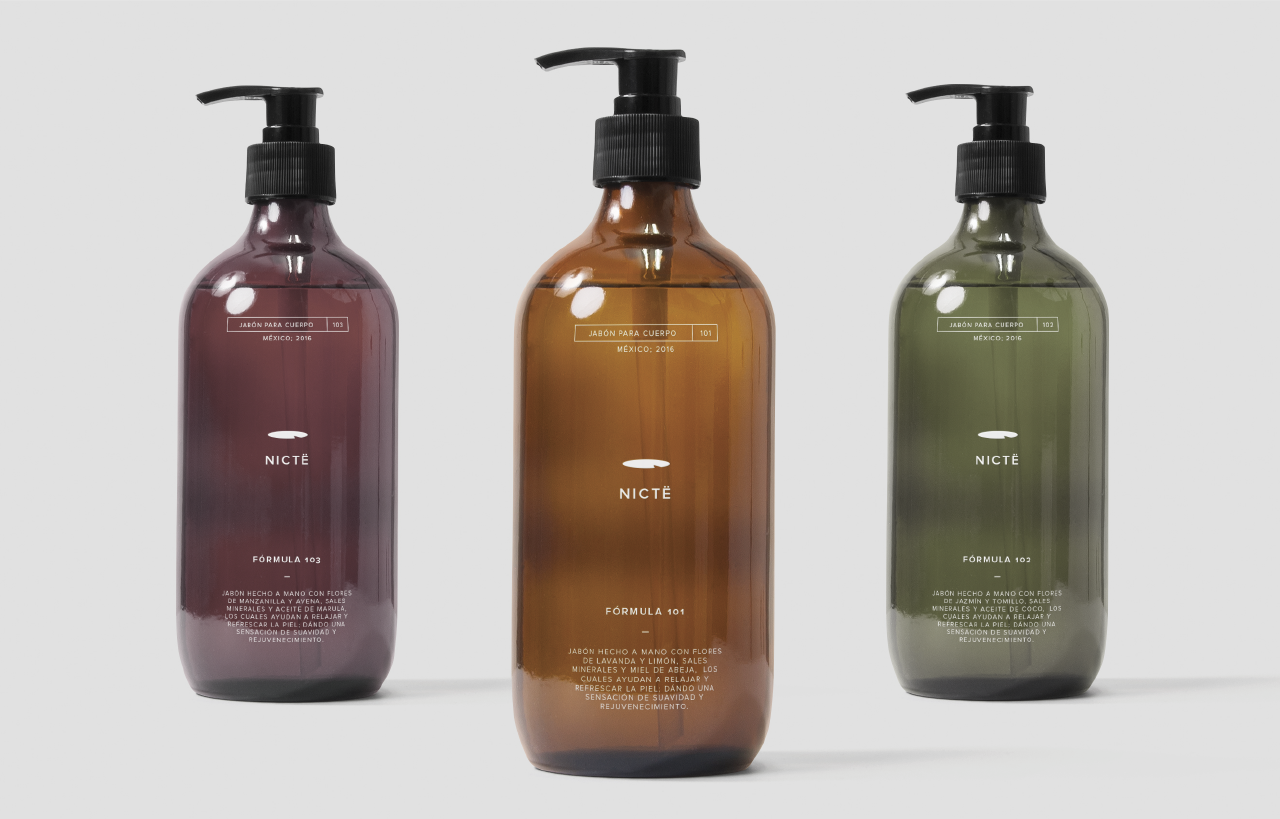 JABÓN PARA CUERPO 103
MÉXICO; 2016
NICTË
FÓRMULA 103
–
JABÓN HECHO A MANO CON FLORES
DE MANZANILLA Y AVENA, SALES
MINERALES Y ACEITE DE MARULA,
LOS CUALES AYUDAN A RELAJAR Y
REFRESCAR LA PIEL; DÁNDO UNA
SENSACIÓN DE SUAVIDAD Y
REJUVENECIMIENTO.
JABÓN PARA CUERPO 101
MÉXICO; 2016
NICTË
FÓRMULA 101
–
JABÓN HECHO A MANO CON FLORES
DE LAVANDA Y LIMÓN, SALES
MINERALES Y MIEL DE ABEJA, LOS
CUALES AYUDAN A RELAJAR Y
REFRESCAR LA PIEL; DÁNDO UNA
SENSACIÓN DE SUAVIDAD Y
REJUVENECIMIENTO.
JABÓN PARA CUERPO 102
MÉXICO; 2016
NICTË
FÓRMULA 102
–
JABÓN HECHO A MANO CON FLORES
DE JAZMÍN Y TOMILLO, SALES
MINERALES Y ACEITE DE COCO, LOS
CUALES AYUDAN A RELAJAR Y
REFRESCAR LA PIEL; DÁNDO UNA
SENSACIÓN DE SUAVIDAD Y
REJUVENECIMIENTO.